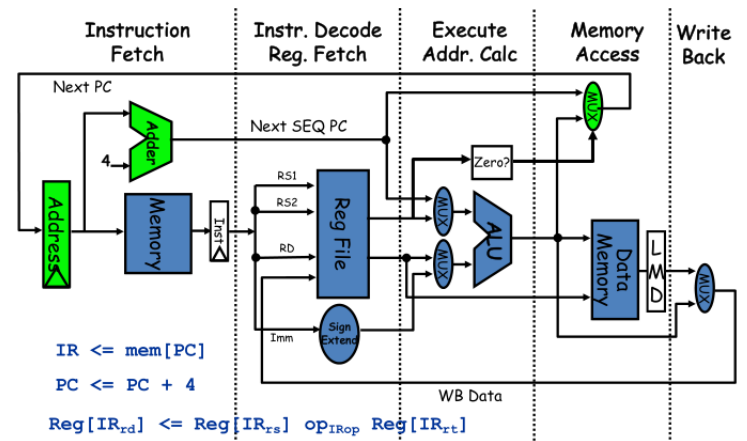 Instruction
Fetch
Instr. Decode
Reg. Fetch
Execute
Addr. Calc
Memory
Access
Write
Back
Next PC
Adder
4
Next SEQ PC
MUX
Zero?
RS1
RS2
RD
Imm
Address
Memory
Inst
Reg File
MUX
MUX
ALU
Data
Memory
L
M
D
MUX
Sign
Extend
WB Data
IR <= mem[PC]
PC <= PC + 4
Reg[IRrd] <= Reg[IRrs] opIRop Reg[IRrt]